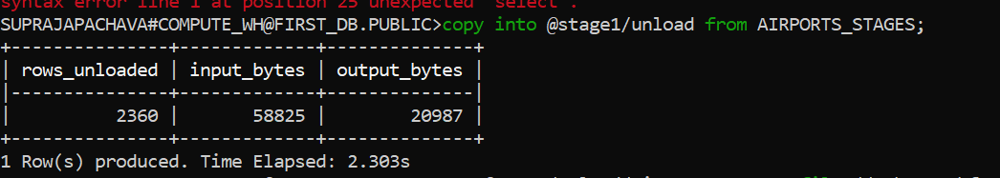 syntax error line 1 at position 25 unexpected 'select'.
SUPRAJAPACHAVA#COMPUTE_WH@FIRST_DB.PUBLIC>copy into @stage1/unload from AIRPORTS_STAGES;
+---------------+-------------+--------------+
| rows_unloaded | input_bytes | output_bytes |
|---------------+-------------+--------------|
|          2360 |       58825 |        20987 |
+---------------+-------------+--------------+
1 Row(s) produced. Time Elapsed: 2.303s